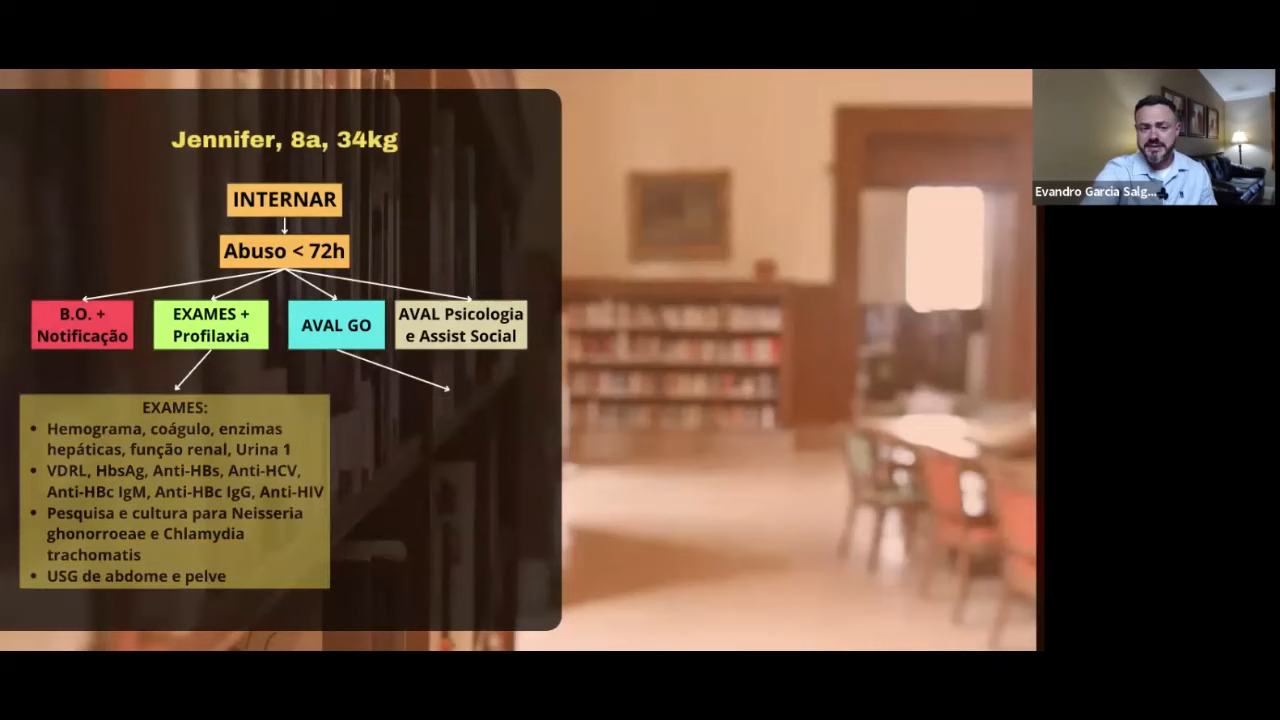 Jennifer, 8a, 34kg
INTERNAR
Abuso < 72h
B.O. +
Notificação
EXAMES +
Profilaxia
AVAL GO
AVAL Psicologia
e Assist Social
EXAMES:
• Hemograma, coágulo, enzimas
hepáticas, função renal, Urina 1
• VDRL, HbsAg, Anti-HBs, Anti-HCV,
Anti-HBc IgM, Anti-HBc IgG, Anti-HIV
• Pesquisa e cultura para Neisseria
ghonorroeae e Chlamydia
trachomatis
• USG de abdome e pelve
Evandro Garcia Salg...